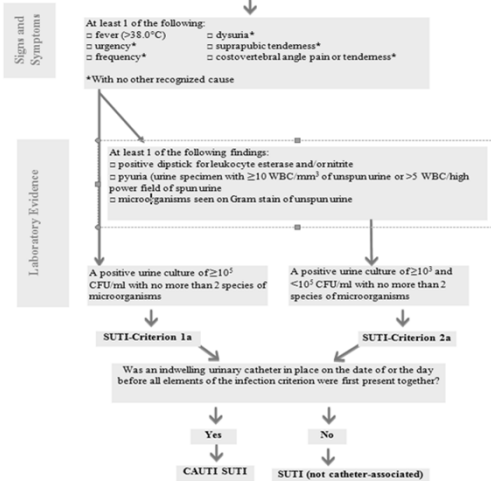 Signs and
Symptoms
At least 1 of the following:
□ fever (>38.0°C) □ dysuria*
□ urgency* □ suprapubic tenderness*
□ frequency* □ costovertebral angle pain or tenderness*
*With no other recognized cause
Laboratory Evidence
At least 1 of the following findings:
□ positive dipstick for leukocyte esterase and/or nitrite
□ pyuria (urine specimen with ≥10 WBC/mm³ of unspun urine or >5 WBC/high
power field of spun urine
□ microorganisms seen on Gram stain of unspun urine
A positive urine culture of ≥10⁵
CFU/ml with no more than 2 species of
microorganisms
A positive urine culture of ≥10³ and
<10⁵ CFU/ml with no more than 2
species of microorganisms
SUTI-Criterion 1a
SUTI-Criterion 2a
Was an indwelling urinary catheter in place on the date of or the day
before all elements of the infection criterion were first present together?
Yes
No
CAUTI SUTI
SUTI (not catheter-associated)